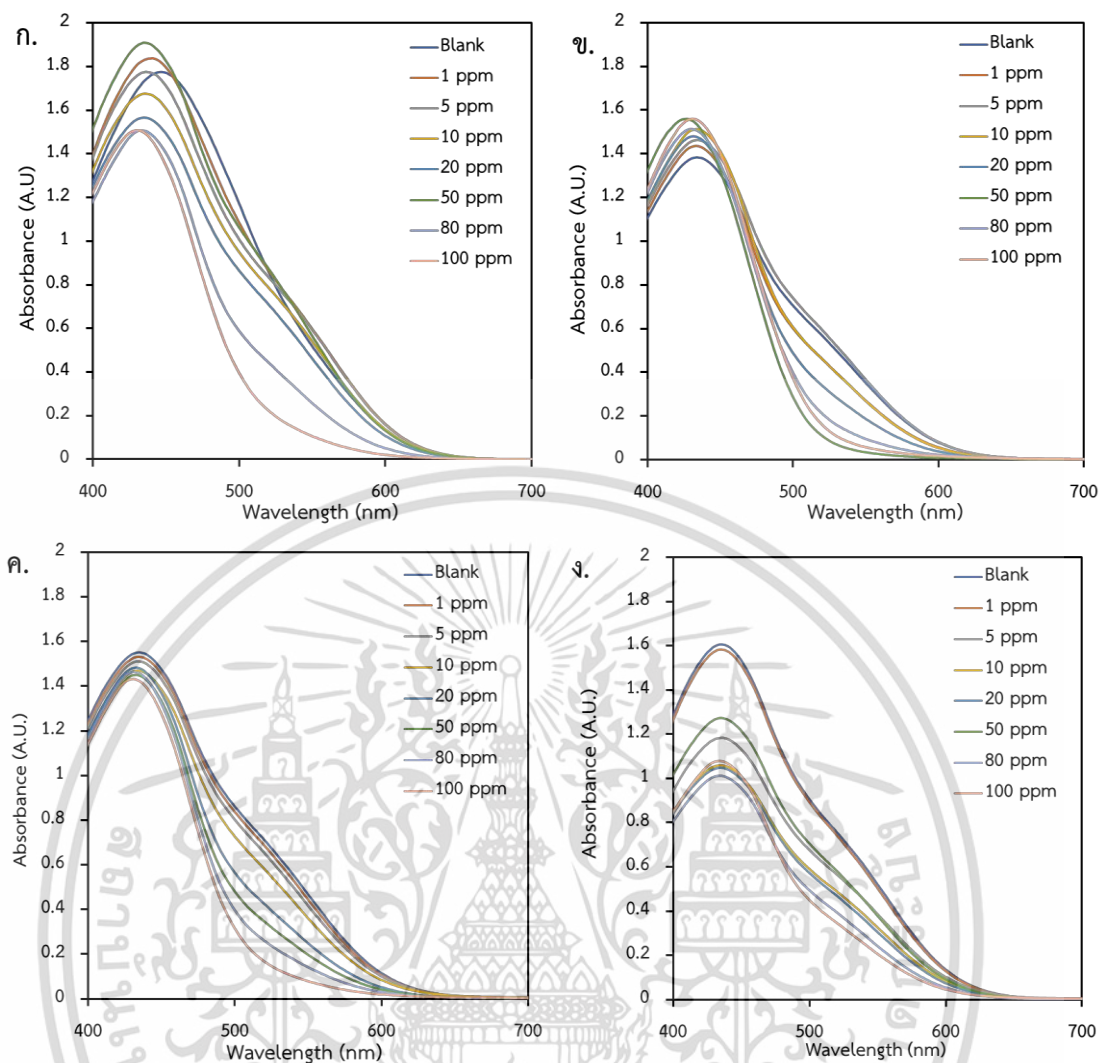 ก.
2
1.8
1.6
1.4
1.2
1
0.8
0.6
0.4
0.2
0
400
500
600
700
Absorbance (A.U)
Wavelength (nm)
Blank
1 ppm
5 ppm
10 ppm
20 ppm
50 ppm
80 ppm
100 ppm
ข.
2
1.8
1.6
1.4
1.2
1
0.8
0.6
0.4
0.2
0
400
500
600
700
Absorbance (A.U.)
Wavelength (nm)
Blank
1 ppm
5 ppm
10 ppm
20 ppm
50 ppm
80 ppm
100 ppm
ค.
2
1.8
1.6
1.4
1.2
1
0.8
0.6
0.4
0.2
0
400
500
600
700
Absorbance (A.U.)
Wavelength (nm)
Blank
1 ppm
5 ppm
10 ppm
20 ppm
50 ppm
80 ppm
100 ppm
ง.
2
1.8
1.6
1.4
1.2
1
0.8
0.6
0.4
0.2
0
400
500
600
700
Absorbance (A.U.)
Wavelength (nm)
Blank
1 ppm
5 ppm
10 ppm
20 ppm
50 ppm
80 ppm
100 ppm